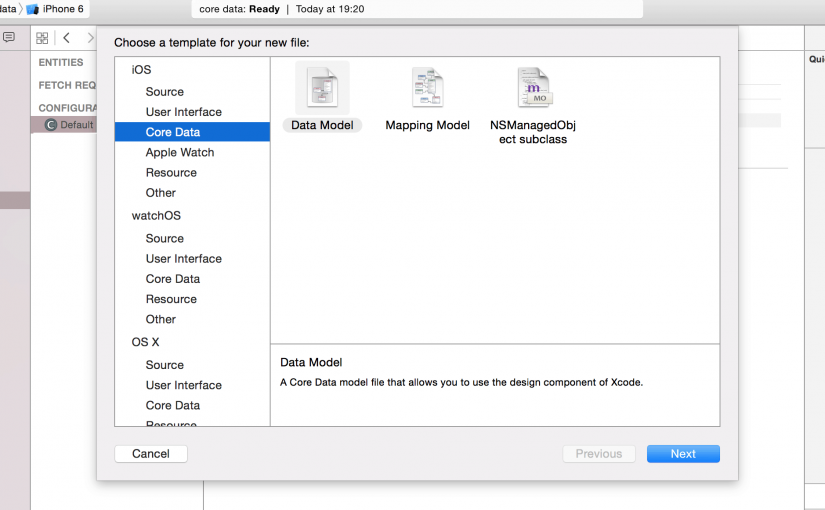 data
iPhone 6
core data: Ready | Today at 19:20
ENTITIES
FETCH REQ
CONFIGURA
C Default
Qui
Choose a template for your new file:
iOS
Source
User Interface
Core Data
Apple Watch
Resource
Other
watchOS
Source
User Interface
Core Data
Resource
Other
OS X
Source
User Interface
Core Data
Resource
Data Model
Mapping Model
m
MO
NSManagedObj
ect subclass
Data Model
A Core Data model file that allows you to use the design component of Xcode.
Cancel
Previous
Next